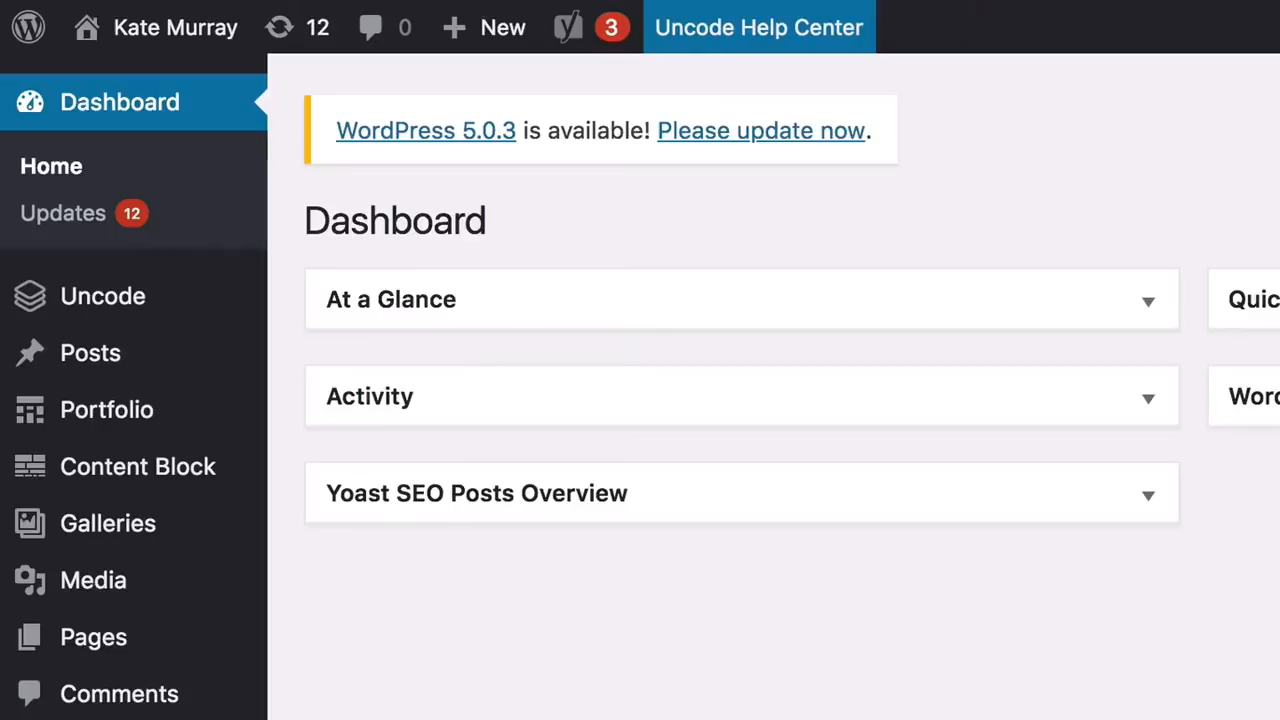 Kate Murray 12 0 New 3 Uncode Help Center
Dashboard
Home
Updates 12
Uncode
Posts
Portfolio
Content Block
Galleries
Media
Pages
Comments
WordPress 5.0.3 is available! Please update now.
Dashboard
At a Glance
Quic
Activity
Word
Yoast SEO Posts Overview